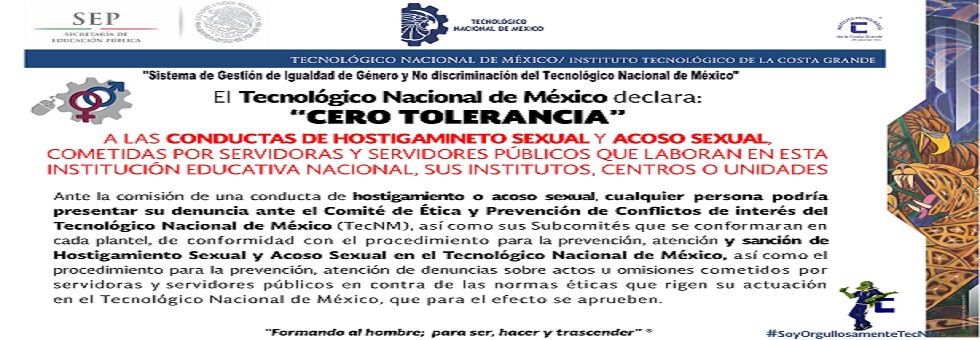 SEP
SECRETARÍA DE
EDUCACIÓN PÚBLICA
TECNOLÓGICO
NACIONAL DE MÉXICO
TECNOLÓGICO NACIONAL DE MÉXICO/ INSTITUTO TECNOLÓGICO DE LA COSTA GRANDE
"Sistema de Gestión de Igualdad de Género y No discriminación del Tecnológico Nacional de México"
El Tecnológico Nacional de México declara:
"CERO TOLERANCIA"
A LAS CONDUCTAS DE HOSTIGAMINETO SEXUAL Y ACOSO SEXUAL,
COMETIDAS POR SERVIDORAS Y SERVIDORES PÚBLICOS QUE LABORAN EN ESTA
INSTITUCIÓN EDUCATIVA NACIONAL, SUS INSTITUTOS, CENTROS O UNIDADES
Ante la comisión de una conducta de hostigamiento o acoso sexual, cualquier persona podría
presentar su denuncia ante el Comité de Ética y Prevención de Conflictos de interés del
Tecnológico Nacional de México (TecNM), así como sus Subcomités que se conformaran en
cada plantel, de conformidad con el procedimiento para la prevención, atención y sanción de
Hostigamiento Sexual y Acoso Sexual en el Tecnológico Nacional de México, así como el
procedimiento para la prevención, atención de denuncias sobre actos u omisiones cometidos por
servidoras y servidores públicos en contra de las normas éticas que rigen su actuación
en el Tecnológico Nacional de México, que para el efecto se aprueben.
"Formando al hombre; para ser, hacer y trascender" ®
#SoyOrgullosamenteTecNM